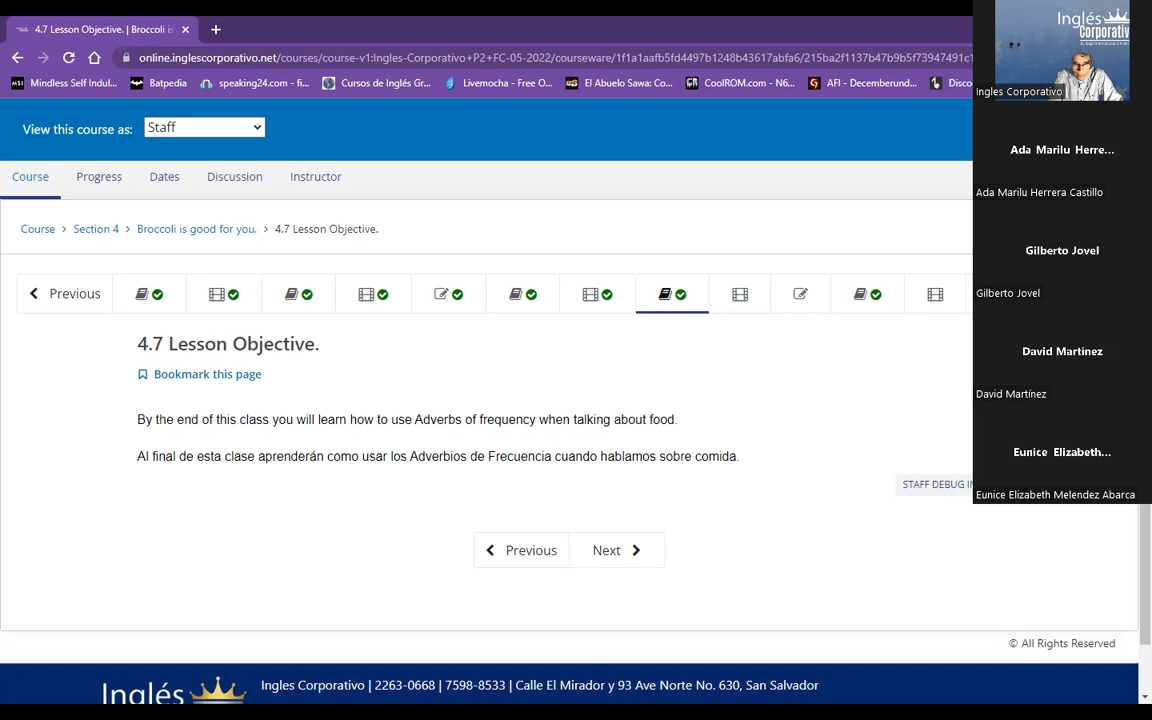 4.7 Lesson Objective. | Broccoli is
online.inglescorporativo.net/courses/course-v1:Ingles-Corporativo+P2+FC-05-2022/courseware/1f1a1aafb5fd4497b1248b43617abfa6/215ba2f1137b47b9b5f73947491c1
Mindless Self Indul... Batpedia speaking24.com - fi... Cursos de Inglés Gr... Livemocha - Free O... El Abuelo Sawa: Co... CoolROM.com - N6... AFI - Decemberund... Disco
View this course as: Staff
Course Progress Dates Discussion Instructor
Course > Section 4 > Broccoli is good for you. > 4.7 Lesson Objective.
Previous
4.7 Lesson Objective.
Bookmark this page
By the end of this class you will learn how to use Adverbs of frequency when talking about food.
Al final de esta clase aprenderán como usar los Adverbios de Frecuencia cuando hablamos sobre comida.
STAFF DEBUG IN
Previous Next
© All Rights Reserved
Inglés
Ingles Corporativo | 2263-0668 | 7598-8533 | Calle El Mirador y 93 Ave Norte No. 630, San Salvador
Inglés
Corporativ
Ingles Corporativo
Ada Marilu Herre...
Ada Marilu Herrera Castillo
Gilberto Jovel
Gilberto Jovel
David Martínez
David Martínez
Eunice Elizabeth...
Eunice Elizabeth Melendez Abarca